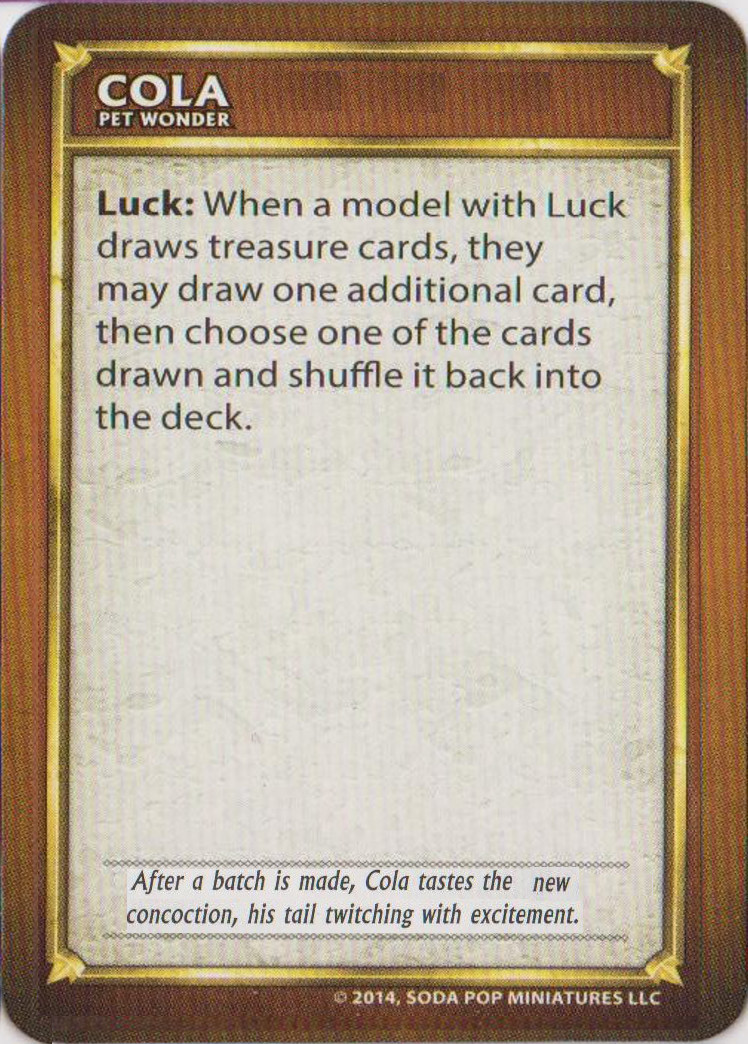 COLA
PET WONDER
Luck: When a model with Luck
draws treasure cards, they
may draw one additional card,
then choose one of the cards
drawn and shuffle it back into
the deck.
After a batch is made, Cola tastes the new
concoction, his tail twitching with excitement.
© 2014, SODA POP MINIATURES LLC